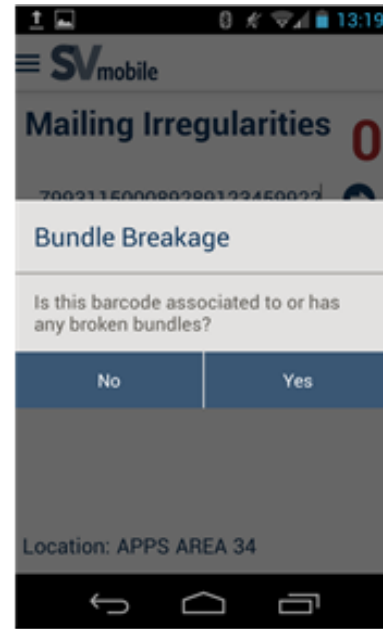 13:19
SVmobile
Mailing Irregularities 0
Bundle Breakage
Is this barcode associated to or has
any broken bundles?
No Yes
Location: APPS AREA 34